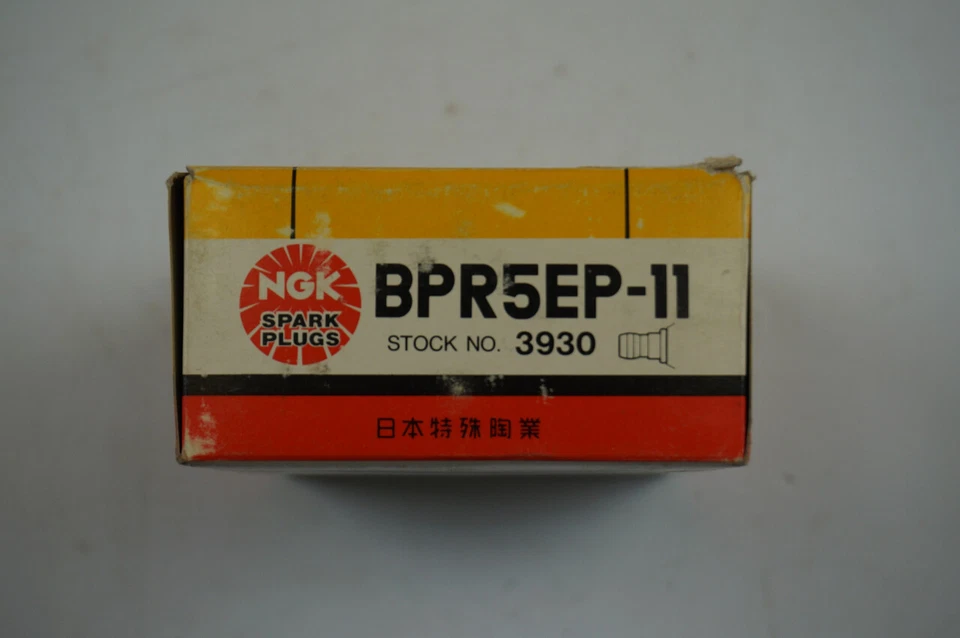 NGK
SPARK
PLUGS
BPR5EP-11
STOCK NO. 3930
日本特殊陶業